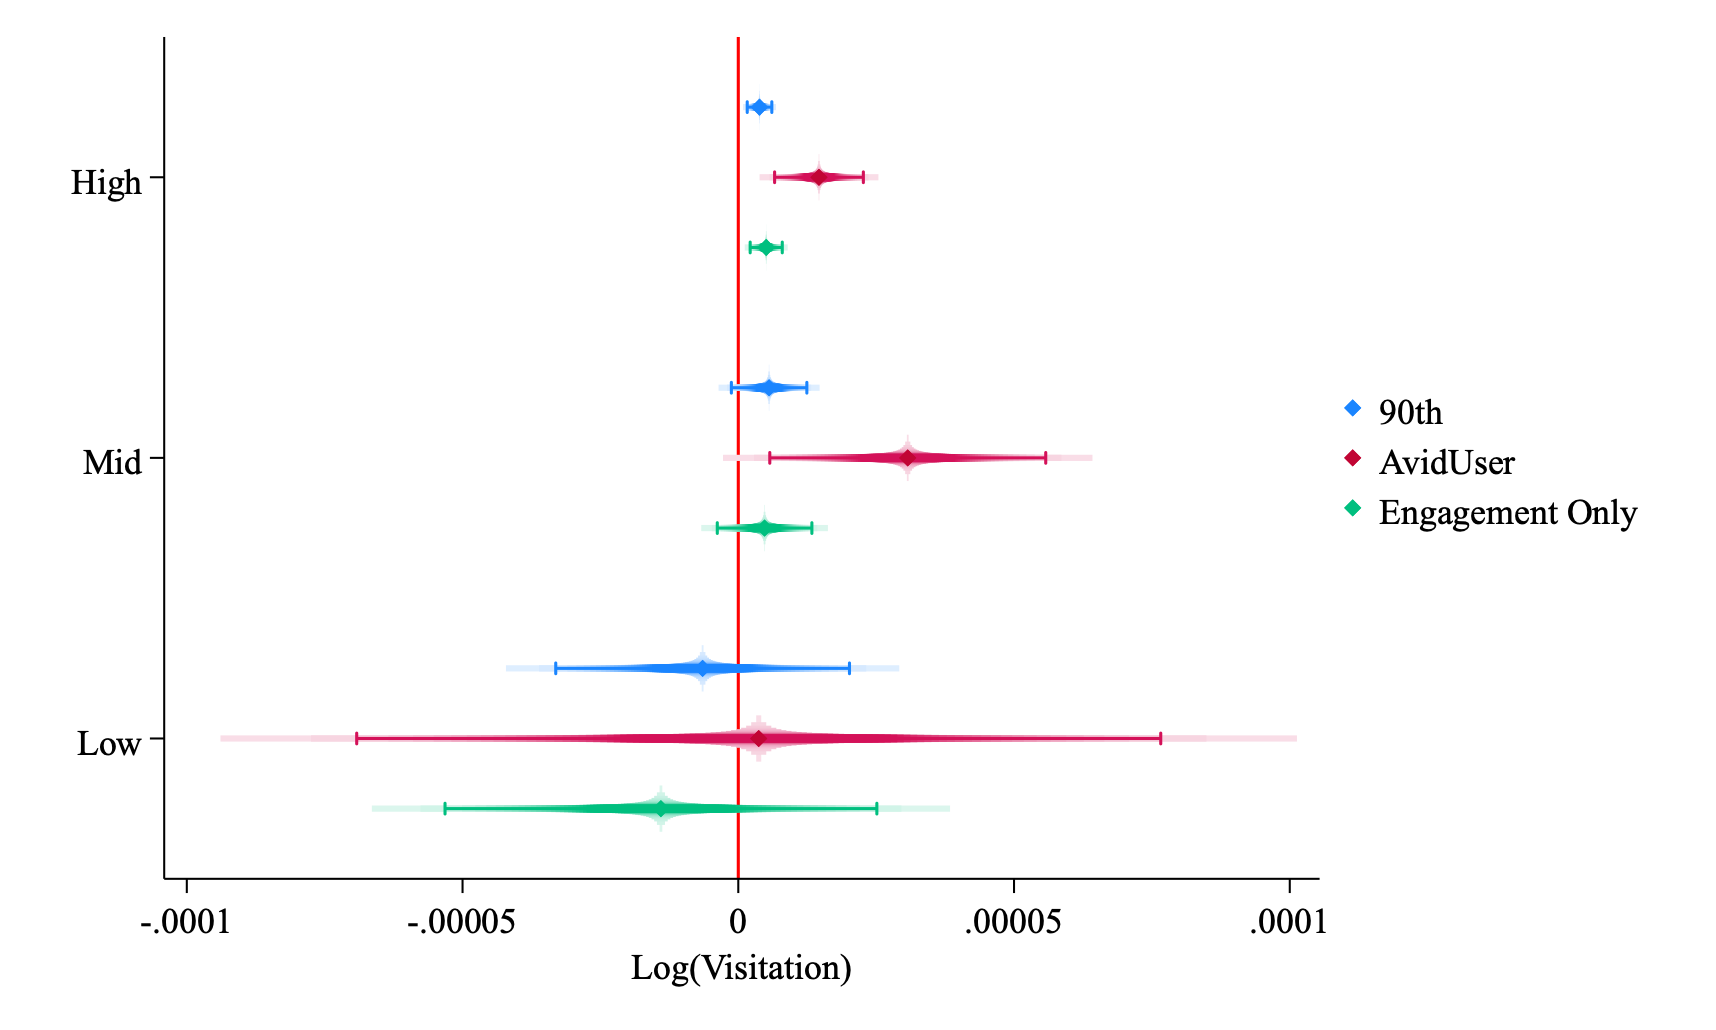 High
Mid
Low
90th
AvidUser
Engagement Only
-.0001
-.00005
0
.00005
.0001
Log(Visitation)